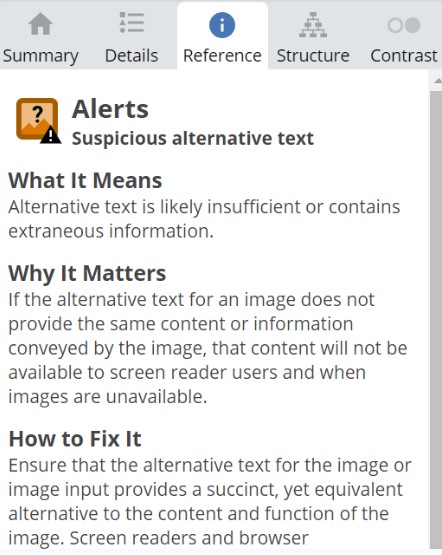 Summary Details Reference Structure Contrast
?
Alerts
Suspicious alternative text
What It Means
Alternative text is likely insufficient or contains
extraneous information.
Why It Matters
If the alternative text for an image does not
provide the same content or information
conveyed by the image, that content will not be
available to screen reader users and when
images are unavailable.
How to Fix It
Ensure that the alternative text for the image or
image input provides a succinct, yet equivalent
alternative to the content and function of the
image. Screen readers and browser